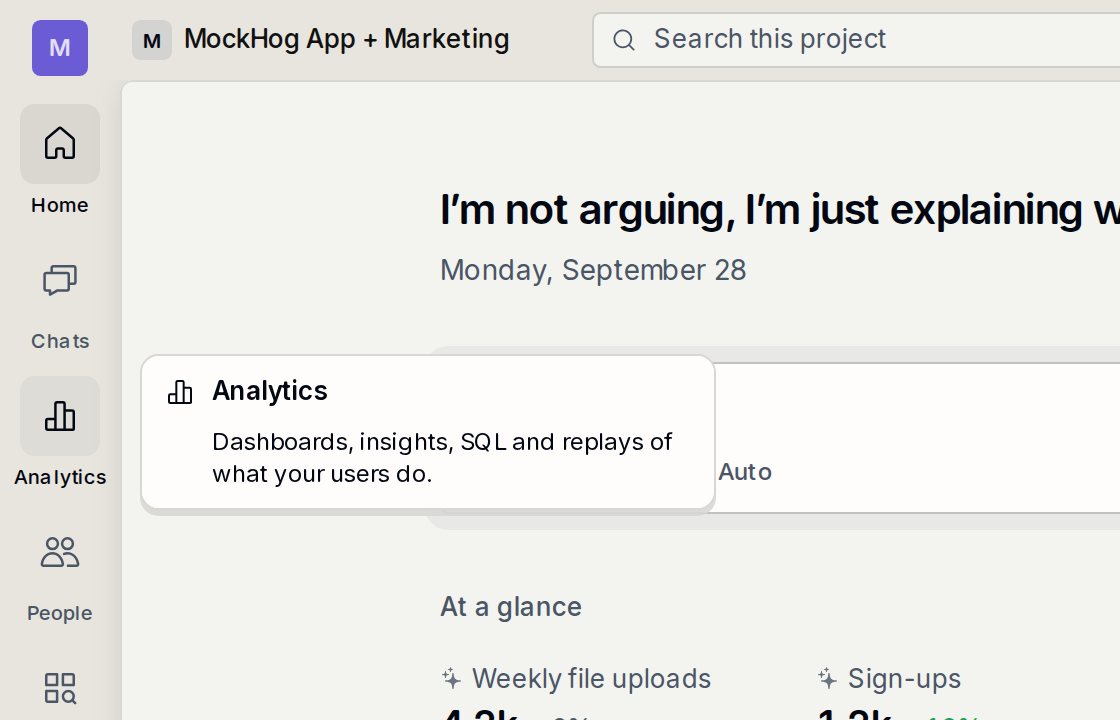 M
M MockHog App + Marketing
Search this project
Home
Chats
Analytics
People
I'm not arguing, I'm just explaining
Monday, September 28
Analytics
Dashboards, insights, SQL and replays of
what your users do.
Auto
At a glance
Weekly file uploads
Sign-ups